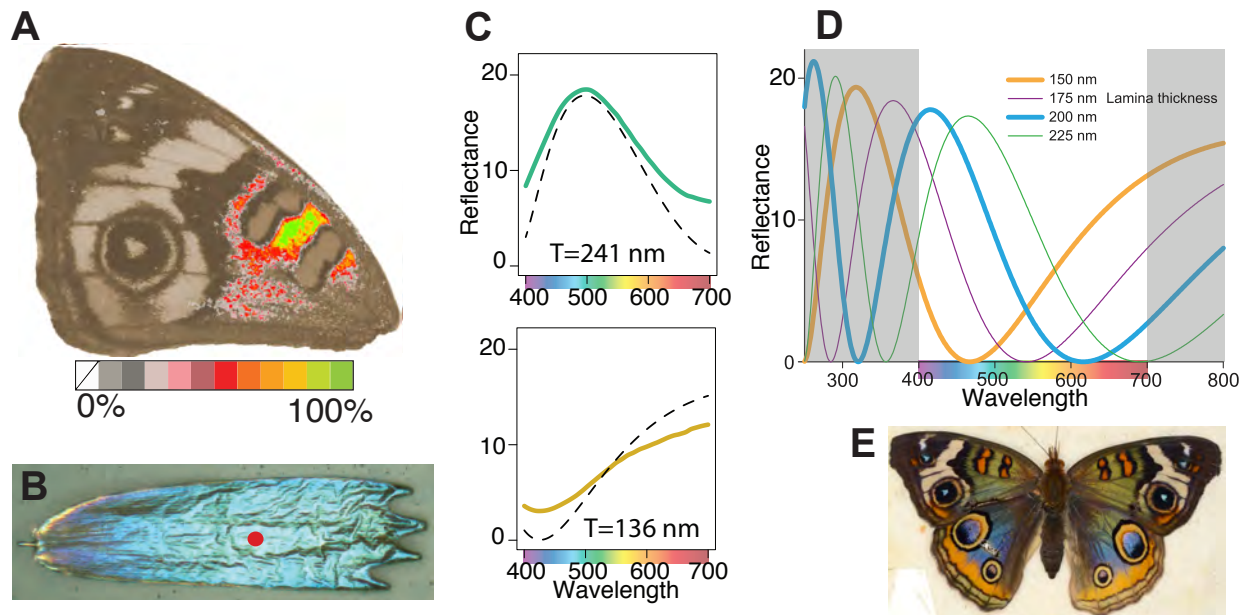 A
0%
100%
B
C
20
10
0
Reflectance
T=241 nm
400
500
600
700
20
10
0
T=136 nm
400
500
600
700
Wavelength
D
20
10
0
Reflectance
150 nm
175 nm Lamina thickness
200 nm
225 nm
300
400
500
600
700
800
Wavelength
E